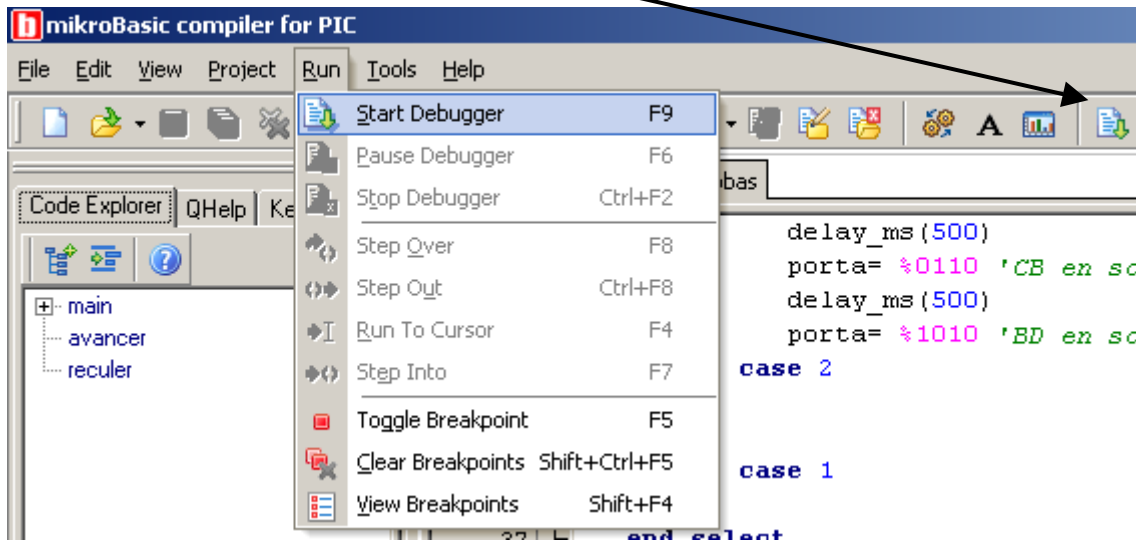 mikroBasic compiler for PIC
File Edit View Project Run Tools Help
Start Debugger F9
Pause Debugger F6
Stop Debugger Ctrl+F2
Step Over F8
Step Out Ctrl+F8
Run To Cursor F4
Step Into F7
Toggle Breakpoint F5
Clear Breakpoints Shift+Ctrl+F5
View Breakpoints Shift+F4
Code Explorer QHelp Ke
main
avancer
reculer
bas
delay_ms(500)
porta= %0110 'CB en so
delay_ms(500)
porta= %1010 'BD en so
case 2
case 1
37 end select